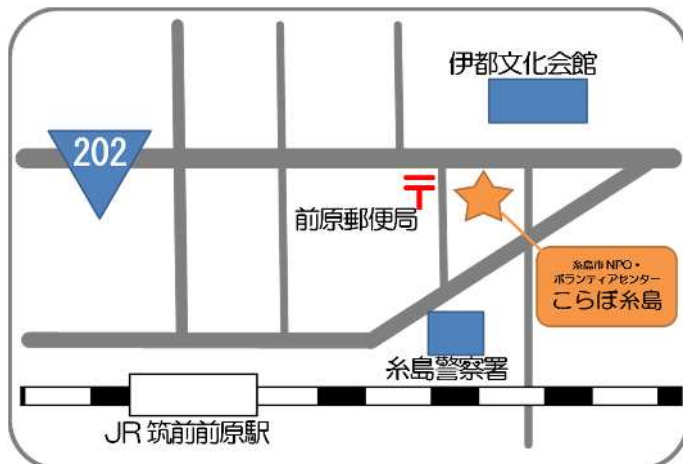 伊都文化会館
202
〒
前原郵便局
糸島市NPO・
ボランティアセンター
こらぼ糸島
糸島警察署
JR 筑前前原駅